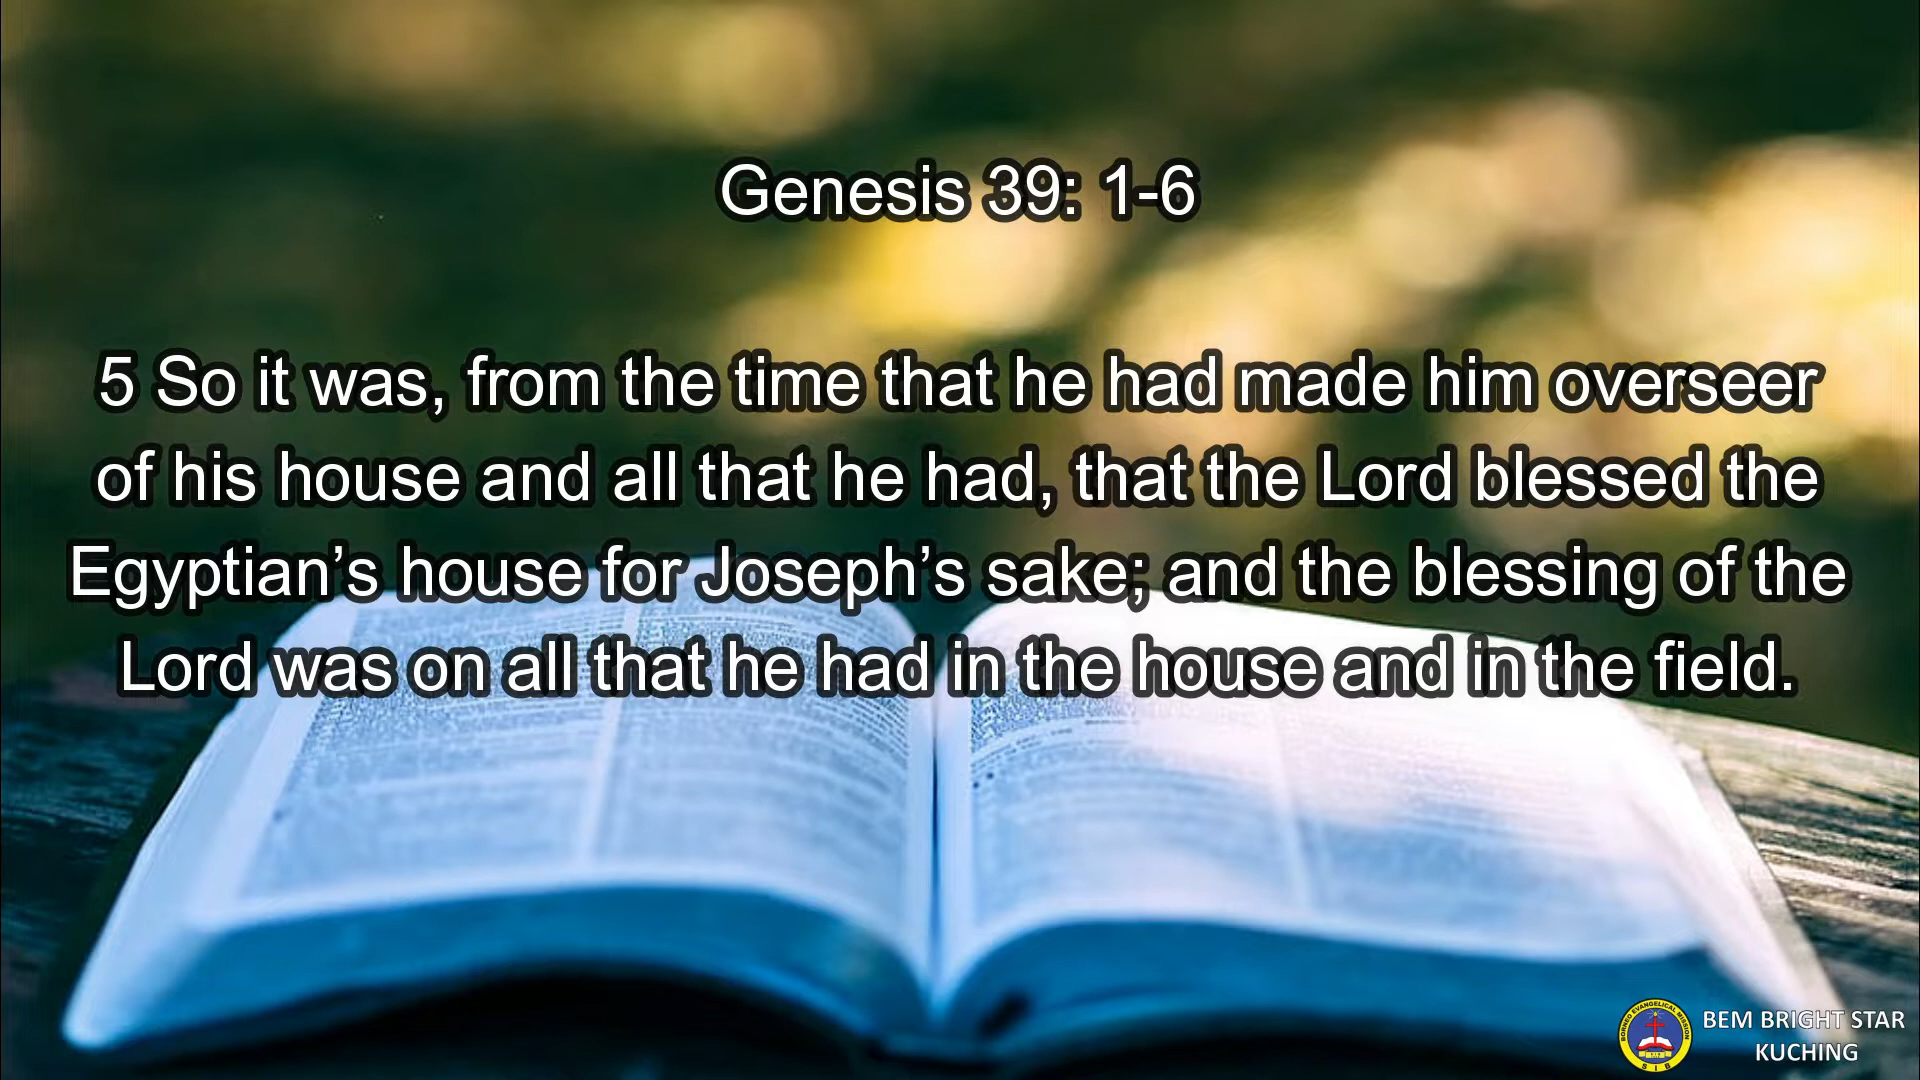 Genesis 39: 1-6
5 So it was, from the time that he had made him overseer
of his house and all that he had, that the Lord blessed the
Egyptian’s house for Joseph’s sake; and the blessing of the
Lord was on all that he had in the house and in the field.
BORNEO EVANGELICAL MISSION
S I B
BEM BRIGHT STAR
KUCHING